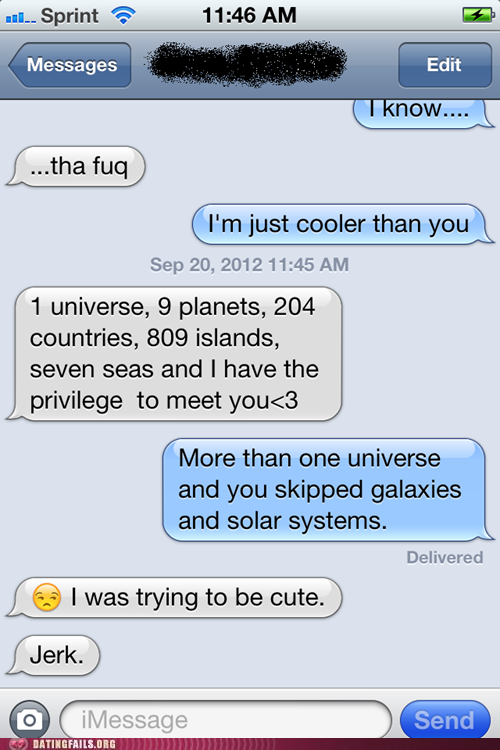 Sprint 11:46 AM
Messages Edit
I know....
...tha fuq
I'm just cooler than you
Sep 20, 2012 11:45 AM
1 universe, 9 planets, 204
countries, 809 islands,
seven seas and I have the
privilege to meet you<3
More than one universe
and you skipped galaxies
and solar systems.
Delivered
😒 I was trying to be cute.
Jerk.
iMessage Send
DATINGFAILS.ORG